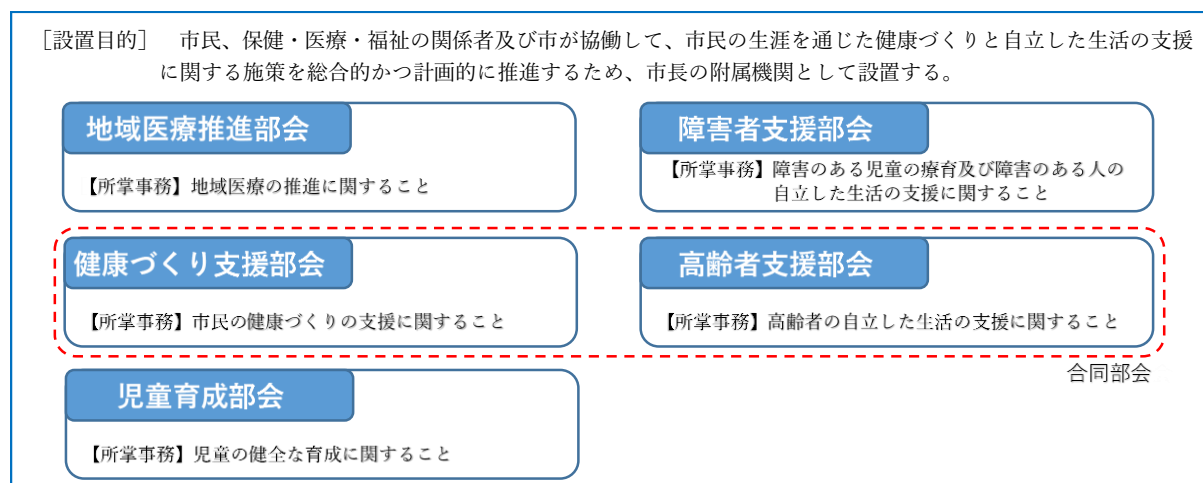 ［設置目的］　市民、保健・医療・福祉の関係者及び市が協働して、市民の生涯を通じた健康づくりと自立した生活の支援
に関する施策を総合的かつ計画的に推進するため、市長の附属機関として設置する。
地域医療推進部会
【所掌事務】地域医療の推進に関すること
障害者支援部会
【所掌事務】障害のある児童の療育及び障害のある人の
自立した生活の支援に関すること
健康づくり支援部会
【所掌事務】市民の健康づくりの支援に関すること
高齢者支援部会
【所掌事務】高齢者の自立した生活の支援に関すること
合同部会
児童育成部会
【所掌事務】児童の健全な育成に関すること